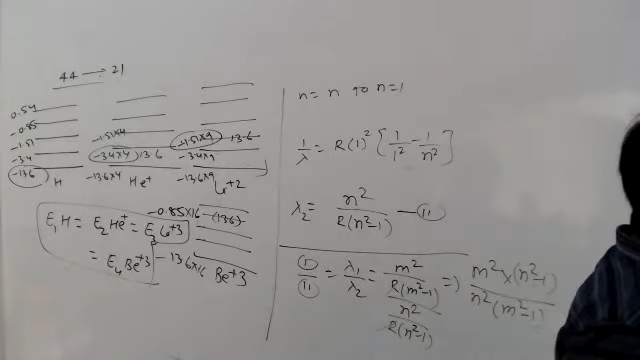 44 → 21
-0.54
-0.85
-1.51 -1.51×4 -1.51×9 13.6
-3.4 -3.4×4 13.6 -3.4×9
-13.6 H -13.6×4 He+ -13.6×9 Li+2
-0.85×16 (13.6)
E₁H = E₂He+ = E₃Li+3
= E₄Be+3 -13.6×16 Be+3
n = n to n=1
1/λ = R(1)² [1/1² - 1/n²]
λ₂ = n²/R(n²-1) — II
I/II = λ₁/λ₂ = (m²/R(m²-1))/(n²/R(n²-1)) => m²×(n²-1)/n²(m²-1)